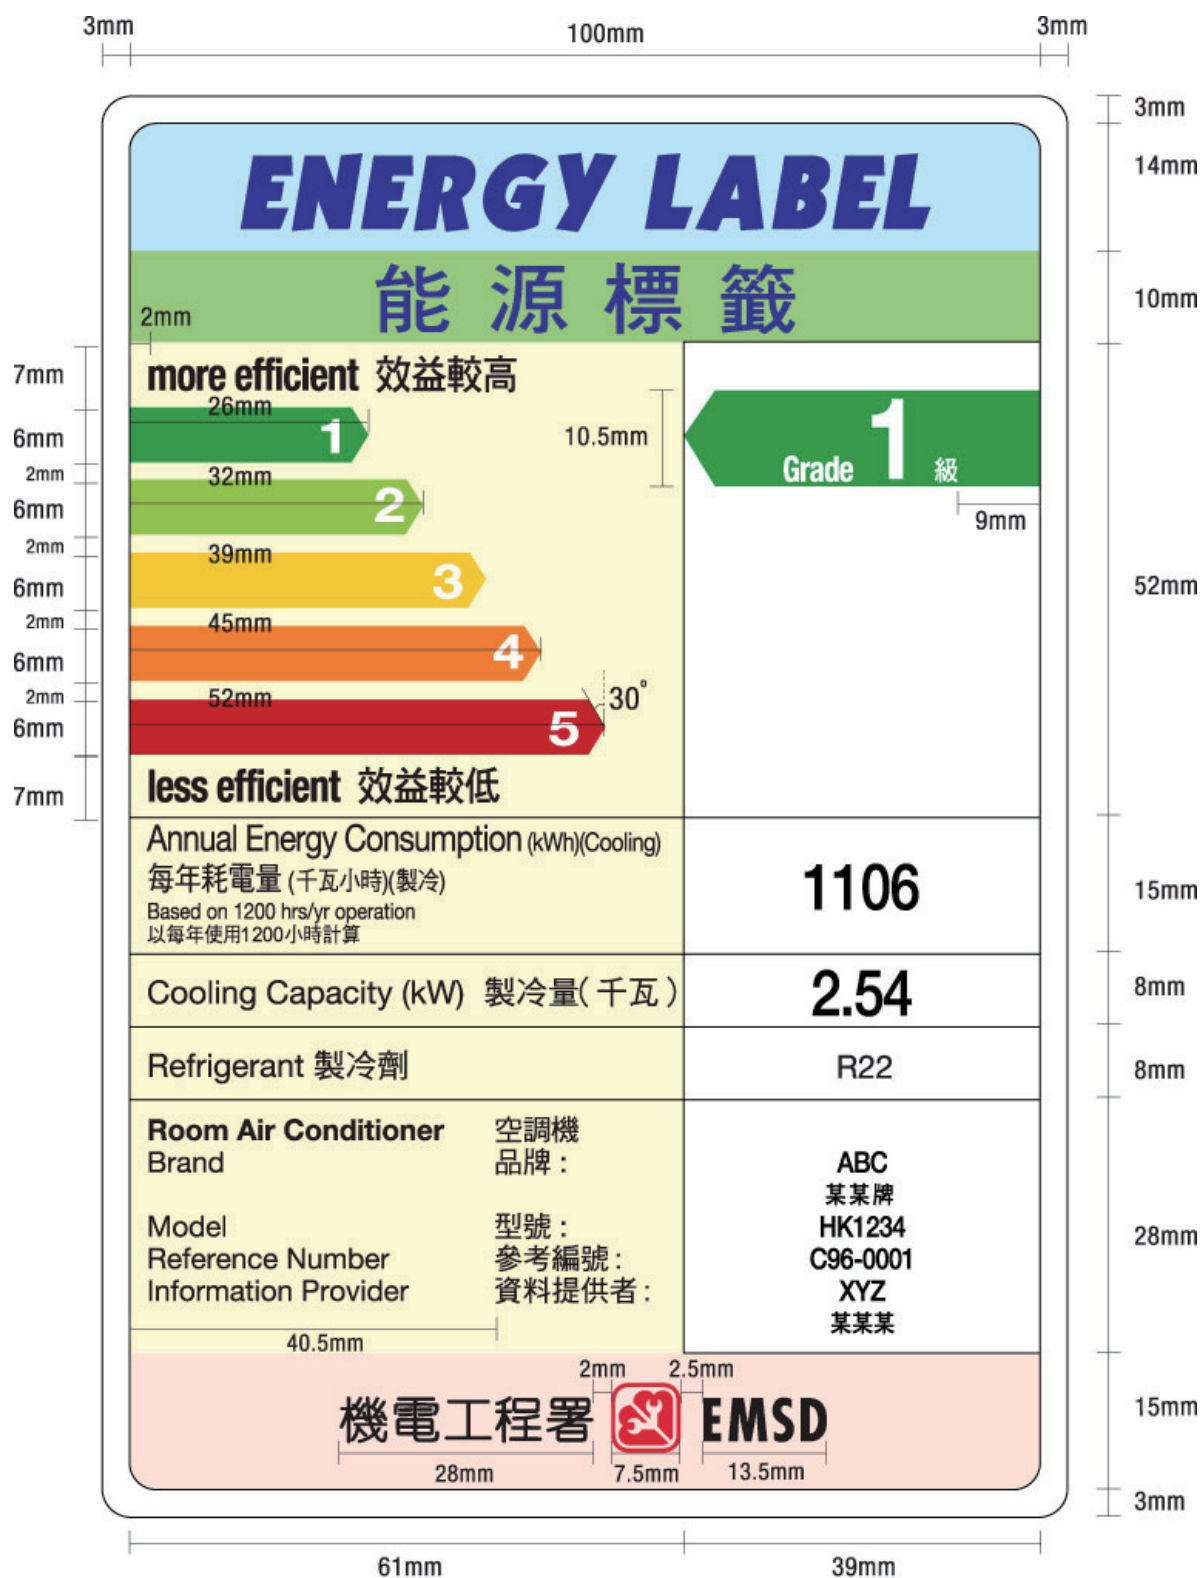 3mm
100mm
3mm
3mm
ENERGY LABEL
14mm
能源標籤
10mm
2mm
7mm
more efficient 效益較高
26mm
6mm
1
10.5mm
Grade 1 級
2mm
32mm
9mm
6mm
2
2mm
39mm
6mm
3
52mm
2mm
45mm
6mm
4
2mm
52mm
30°
6mm
5
7mm
less efficient 效益較低
Annual Energy Consumption (kWh)(Cooling)
每年耗電量 (千瓦小時)(製冷)
Based on 1200 hrs/yr operation
以每年使用1200小時計算
1106
15mm
Cooling Capacity (kW) 製冷量(千瓦)
2.54
8mm
Refrigerant 製冷劑
R22
8mm
Room Air Conditioner 空調機
Brand 品牌:
ABC
某某牌
Model 型號:
HK1234
28mm
Reference Number 參考編號:
C96-0001
Information Provider 資料提供者:
XYZ
某某某
40.5mm
2mm
2.5mm
機電工程署 EMSD
15mm
28mm
7.5mm
13.5mm
3mm
61mm
39mm